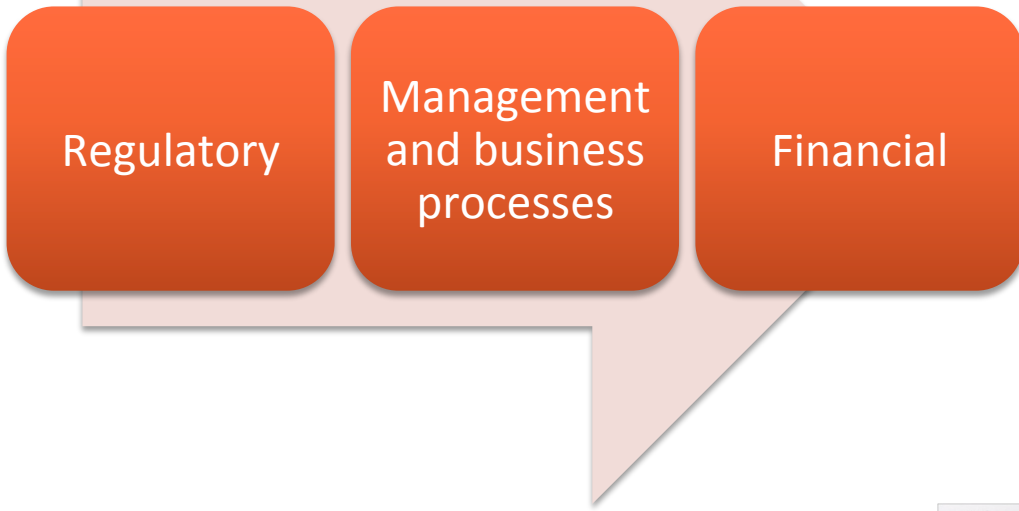 Regulatory
Management
and business
processes
Financial